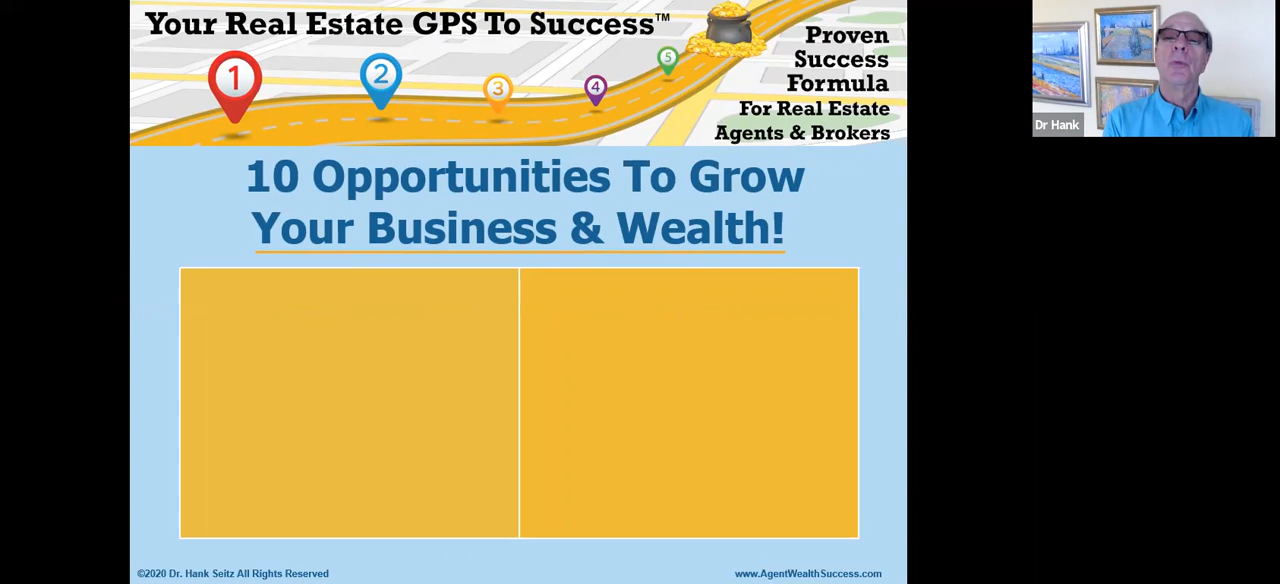 Your Real Estate GPS To Success™
1
2
3
4
5
Proven
Success
Formula
For Real Estate
Agents & Brokers
Dr Hank
10 Opportunities To Grow
Your Business & Wealth!
©2020 Dr. Hank Seitz All Rights Reserved
www.AgentWealthSuccess.com